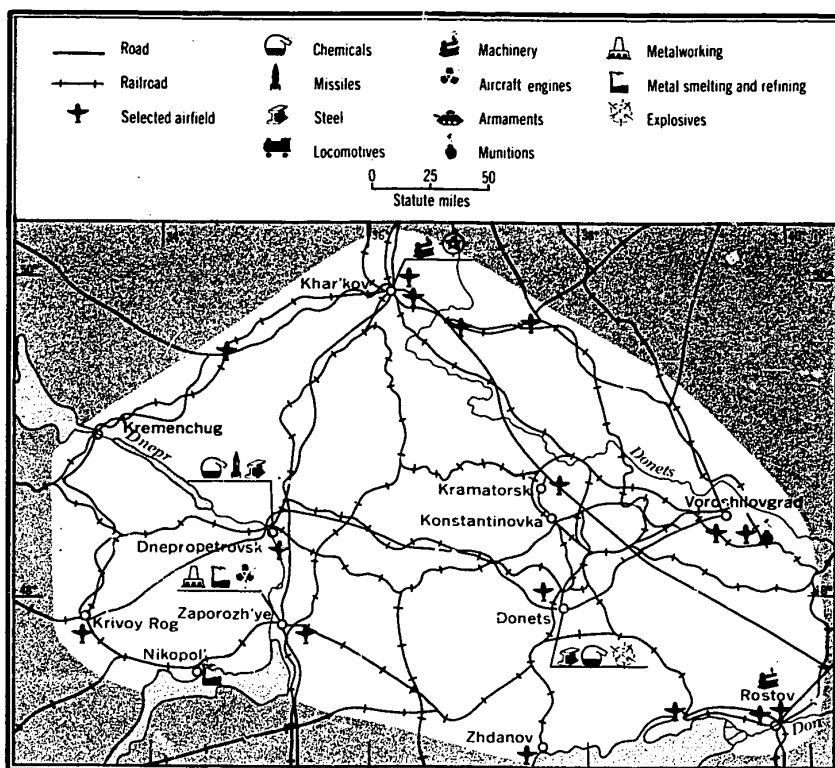 Road
Railroad
Selected airfield
Chemicals
Missiles
Steel
Locomotives
Machinery
Aircraft engines
Armaments
Munitions
Metalworking
Metal smelting and refining
Explosives
0 25 50
Statute miles
Khar'kov
Kremenchug
Dnepr
Donets
Kramatorsk
Voroshilovgrad
Konstantinovka
Dnepropetrovsk
Zaporozh'ye
Donets
Krivoy Rog
Nikopol'
Rostov
Don
Zhdanov